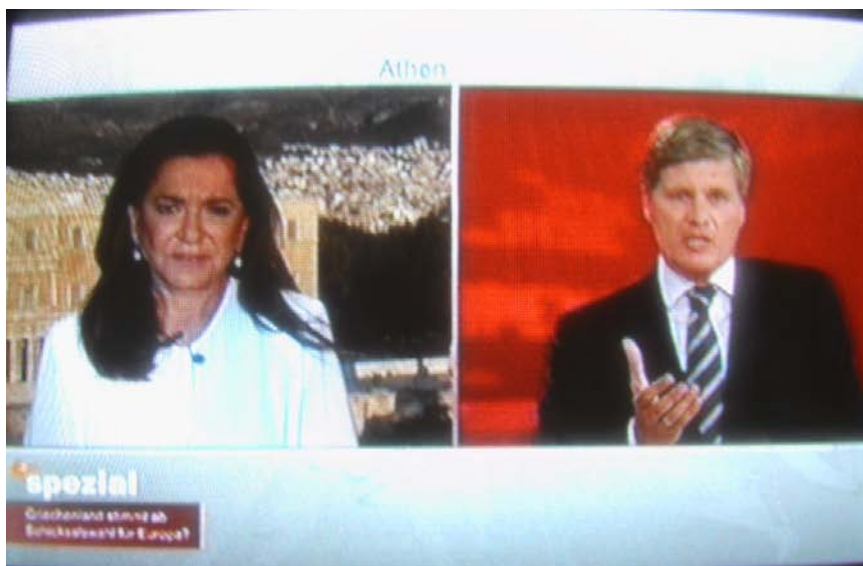 Athen
spezial
Griechenland stimmt ab
Schicksalswahl für Europa?